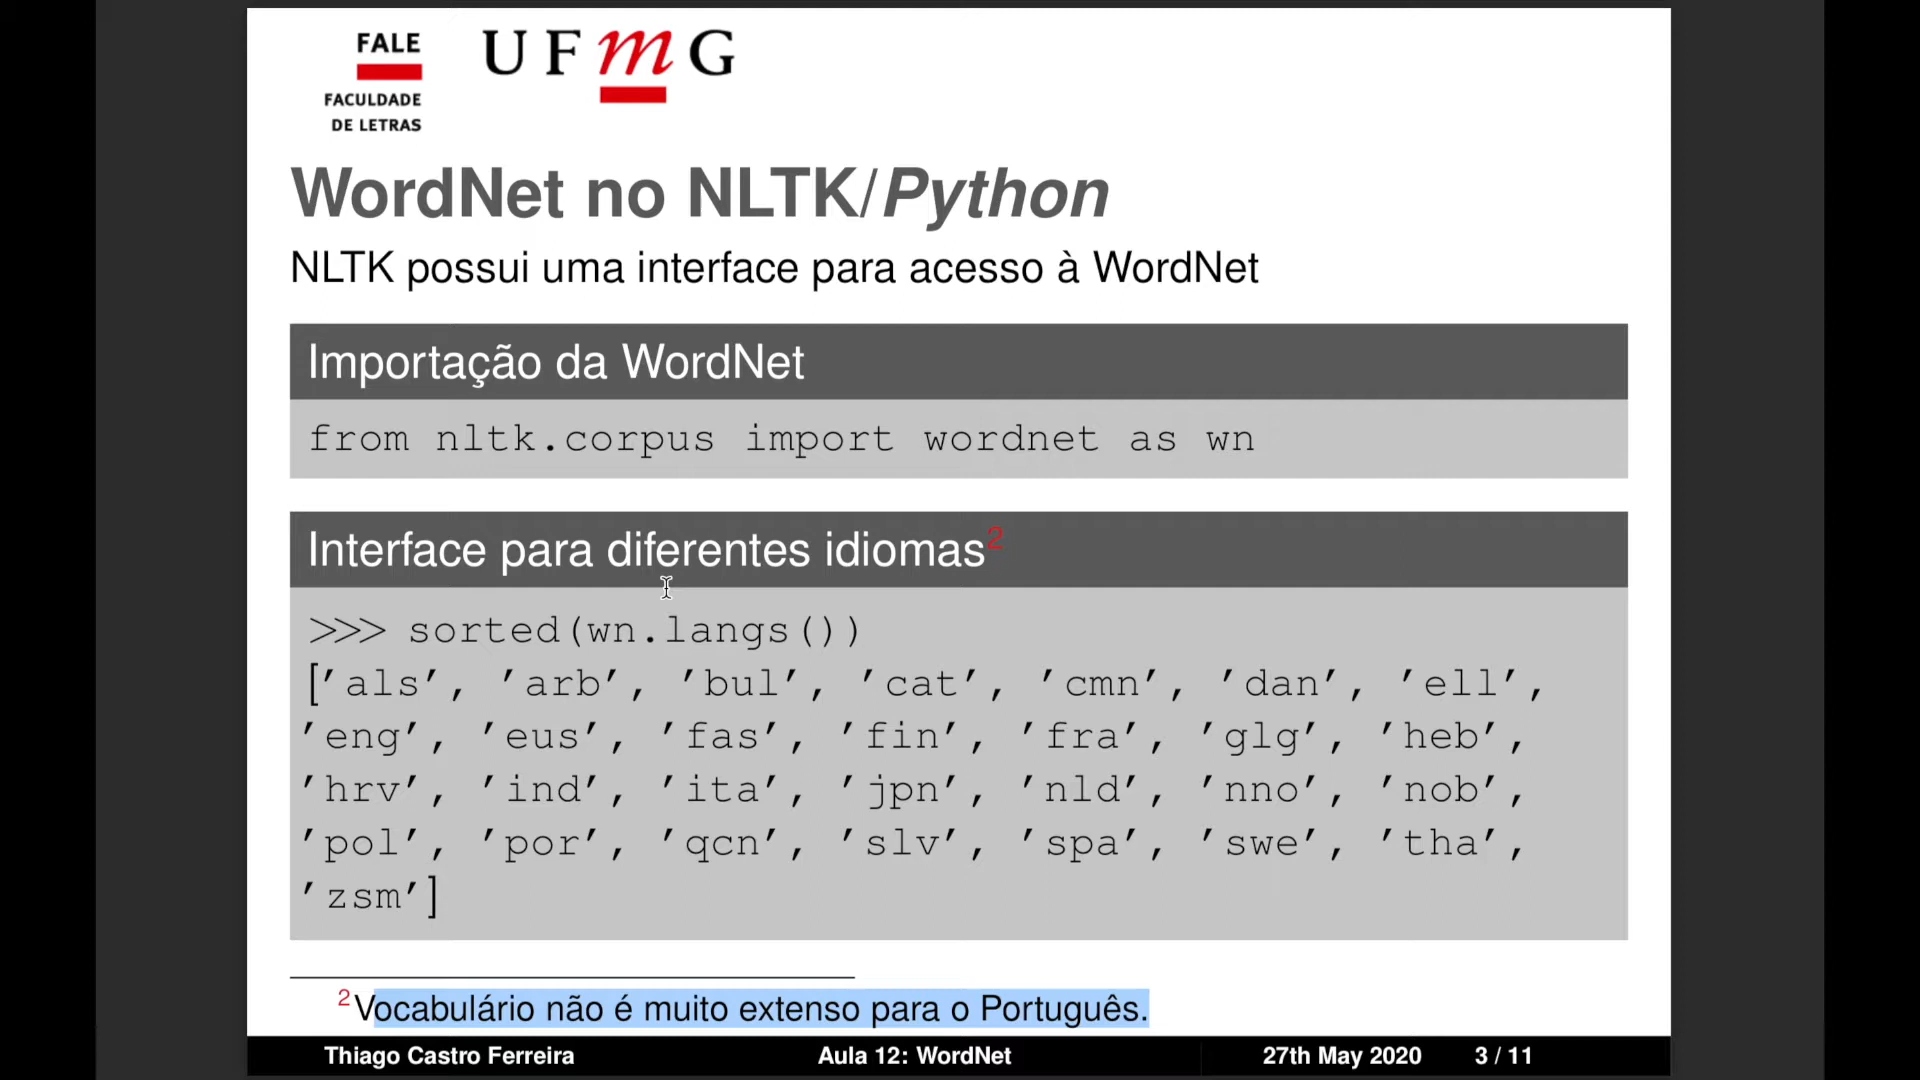 FALE
FACULDADE
DE LETRAS
UFmG
WordNet no NLTK/Python
NLTK possui uma interface para acesso à WordNet
Importação da WordNet
from nltk.corpus import wordnet as wn
Interface para diferentes idiomas2
>>> sorted(wn.langs())
['als', 'arb', 'bul', 'cat', 'cmn', 'dan', 'ell',
'eng', 'eus', 'fas', 'fin', 'fra', 'glg', 'heb',
'hrv', 'ind', 'ita', 'jpn', 'nld', 'nno', 'nob',
'pol', 'por', 'qcn', 'slv', 'spa', 'swe', 'tha',
'zsm']
2Vocabulário não é muito extenso para o Português.
Thiago Castro Ferreira Aula 12: WordNet 27th May 2020 3 / 11